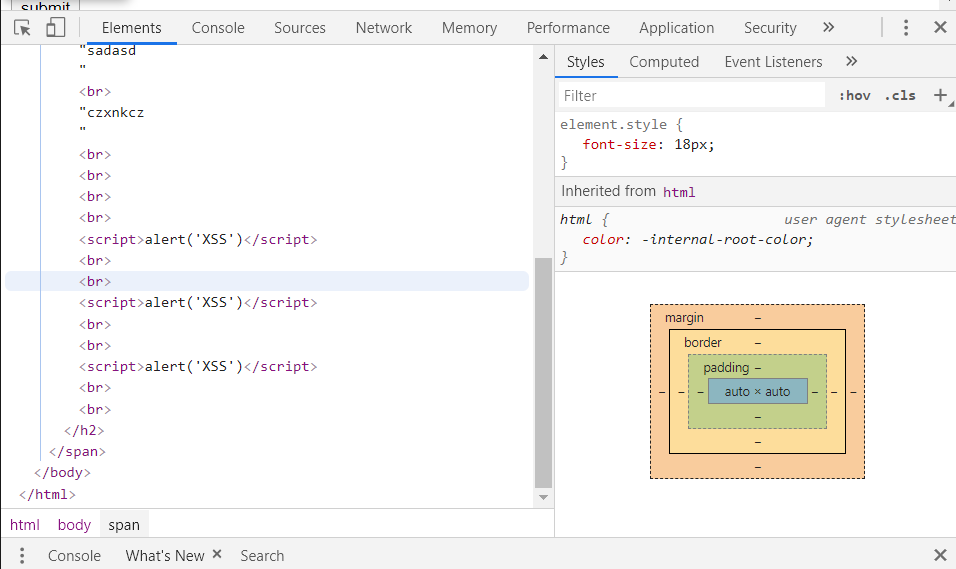 submit
Elements Console Sources Network Memory Performance Application Security »
"sadasd
"
<br>
"czxnkcz
"
<br>
<br>
<br>
<br>
<script>alert('XSS')</script>
<br>
<br>
<script>alert('XSS')</script>
<br>
<br>
<script>alert('XSS')</script>
<br>
<br>
</h2>
</span>
</body>
</html>
html body span
Styles Computed Event Listeners »
Filter :hov .cls +
element.style {
font-size: 18px;
}
Inherited from html
html { user agent stylesheet
color: -internal-root-color;
}
margin –
border –
padding –
– – – auto × auto – – –
–
–
–
Console What's New × Search